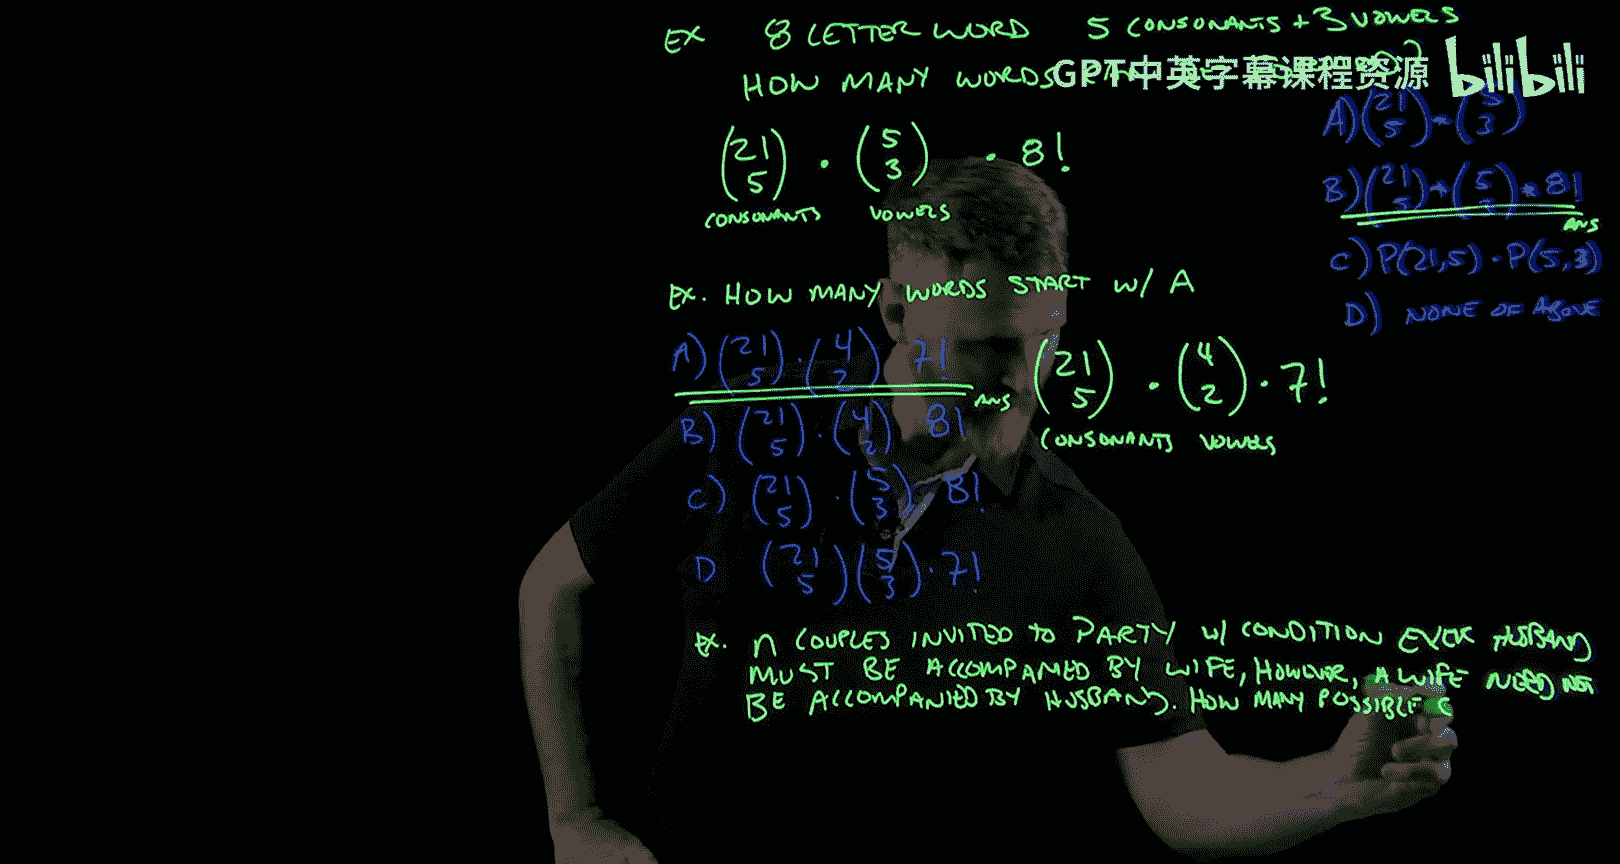 EX 8 LETTER WORD 5 CONSONANTS + 3 VOWELS
HOW MANY WORDS
GPT中英字幕课程资源 bilibili
(21 5) · (5 3) · 8!
CONSONANTS VOWELS
A) (21 5) * (5 3)
B) (21 5) * (5 3) * 8!
ANS
C) P(21,5) · P(5,3)
D) NONE OF ABOVE
EX. HOW MANY WORDS START W/ A
A) (21 5) · (4 2) 7!
ANS
B) (21 5) · (4 2) 8!
C) (21 5) · (5 3) 8!
D (21 5) (5 3) · 7!
(21 5) · (4 2) · 7!
CONSONANTS VOWELS
EX. n COUPLES INVITED TO PARTY W/ CONDITION HUSBAND
MUST BE ACCOMPANIED BY WIFE, HOWEVER, A WIFE NEED NOT
BE ACCOMPANIED BY HUSBAND. HOW MANY POSSIBLE